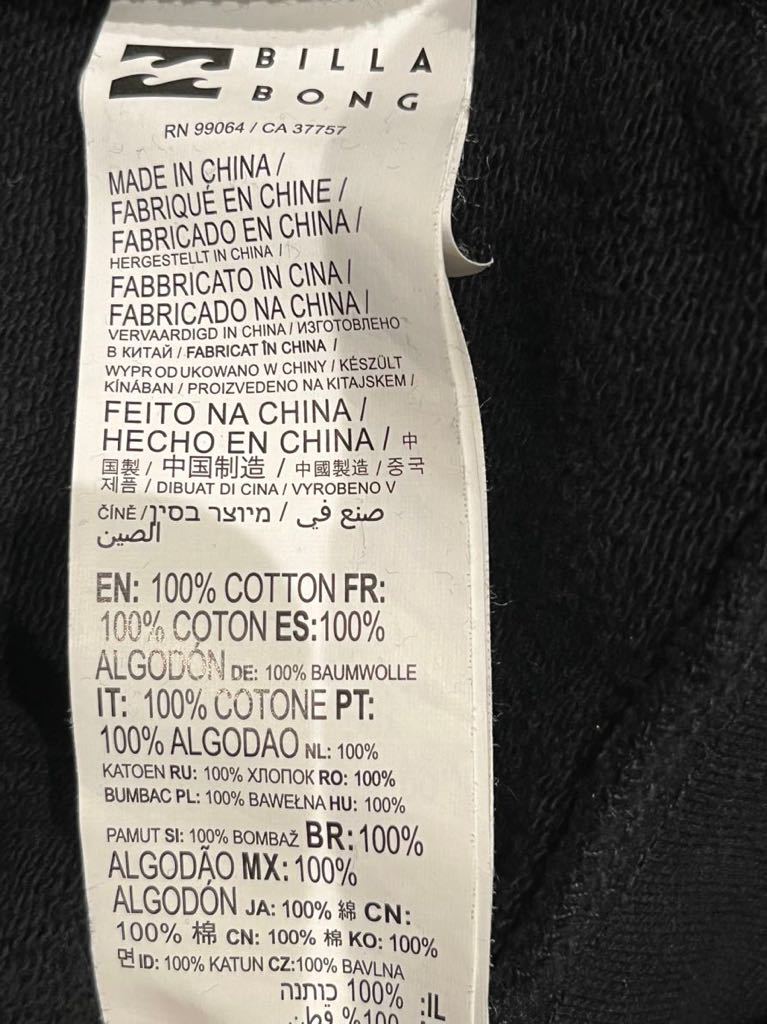 BILLA
BONG
RN 99064 / CA 37757
MADE IN CHINA /
FABRIQUÉ EN CHINE /
FABRICADO EN CHINA /
HERGESTELLT IN CHINA /
FABBRICATO IN CINA /
FABRICADO NA CHINA /
VERVAARDIGD IN CHINA / ИЗГОТОВЛЕНО
В КИТАЙ / FABRICAT ÎN CHINA /
WYPRODUKOWANO W CHINY / KÉSZÜLT
KÍNÁBAN / PROIZVEDENO NA KITAJSKEM /
FEITO NA CHINA /
HECHO EN CHINA / 中
国製 / 中国制造 / 中國製造 / 중국
제품 / DIBUAT DI CINA / VYROBENO V
ČÍNĚ / מיוצר בסין / صنع في
الصين
EN: 100% COTTON FR:
100% COTON ES:100%
ALGODÓN DE: 100% BAUMWOLLE
IT: 100% COTONE PT:
100% ALGODAO NL: 100%
KATOEN RU: 100% ХЛОПОК RO: 100%
BUMBAC PL: 100% BAWEŁNA HU: 100%
PAMUT SI: 100% BOMBAŽ BR:100%
ALGODÃO MX: 100%
ALGODÓN JA: 100% 綿 CN:
100% 棉 CN: 100% 棉 KO: 100%
면 ID: 100% KATUN CZ:100% BAVLNA
IL: 100% כותנה
100% قطن